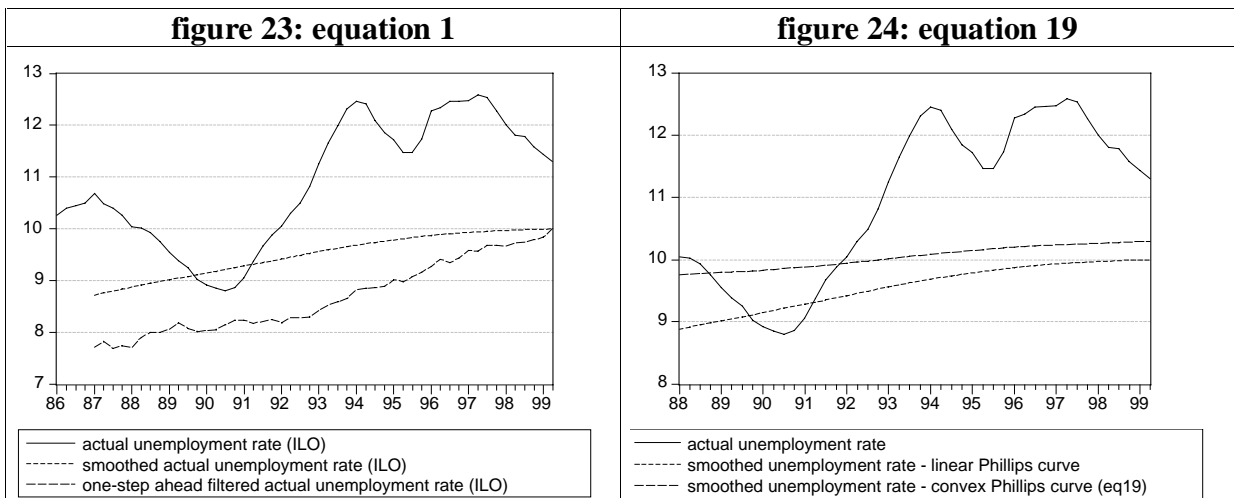 figure 23: equation 1
13
12
11
10
9
8
7
86 87 88 89 90 91 92 93 94 95 96 97 98 99
actual unemployment rate (ILO)
smoothed actual unemployment rate (ILO)
one-step ahead filtered actual unemployment rate (ILO)
figure 24: equation 19
13
12
11
10
9
8
88 89 90 91 92 93 94 95 96 97 98 99
actual unemployment rate
smoothed unemployment rate - linear Phillips curve
smoothed unemployment rate - convex Phillips curve (eq19)